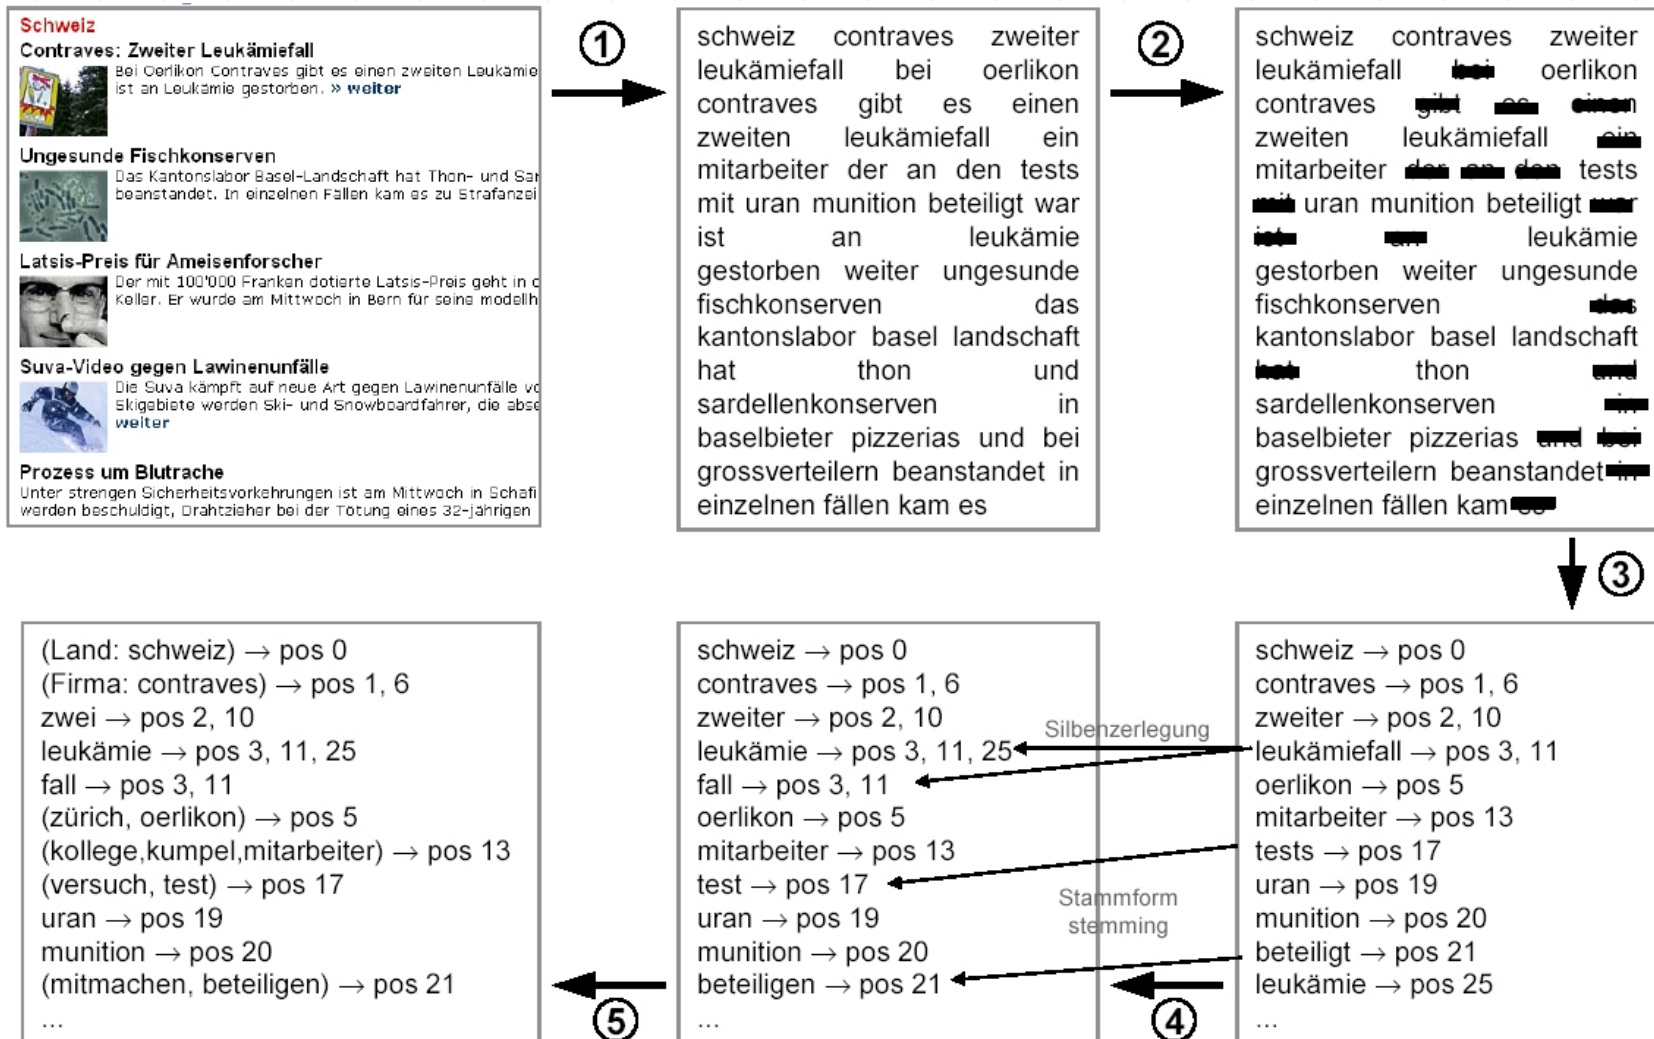 Schweiz
Contraves: Zweiter Leukämiefall
Bei Oerlikon Contraves gibt es einen zweiten Leukämie
ist an Leukämie gestorben. » weiter
Ungesunde Fischkonserven
Das Kantonslabor Basel-Landschaft hat Thon- und Sar
beanstandet. In einzelnen Fällen kam es zu Strafanzei
Latsis-Preis für Ameisenforscher
Der mit 100'000 Franken dotierte Latsis-Preis geht in
Keller. Er wurde am Mittwoch in Bern für seine modellh
Suva-Video gegen Lawinenunfälle
Die Suva kämpft auf neue Art gegen Lawinenunfälle vo
Skigebiete werden Ski- und Snowboardfahrer, die abse
weiter
Prozess um Blutrache
Unter strengen Sicherheitsvorkehrungen ist am Mittwoch in Schaf
werden beschuldigt, Drahtzieher bei der Tötung eines 32-jährigen
1
schweiz contraves zweiter
leukämiefall bei oerlikon
contraves gibt es einen
zweiten leukämiefall ein
mitarbeiter der an den tests
mit uran munition beteiligt war
ist an leukämie
gestorben weiter ungesunde
fischkonserven das
kantonslabor basel landschaft
hat thon und
sardellenkonserven in
baselbieter pizzerias und bei
grossverteilern beanstandet in
einzelnen fällen kam es
2
schweiz contraves zweiter
leukämiefall oerlikon
contraves
zweiten leukämiefall
mitarbeiter tests
uran munition beteiligt
leukämie
gestorben weiter ungesunde
fischkonserven
kantonslabor basel landschaft
thon
sardellenkonserven
baselbieter pizzerias
grossverteilern beanstandet
einzelnen fällen kam
3
schweiz → pos 0
contraves → pos 1, 6
zweiter → pos 2, 10
leukämiefall → pos 3, 11
oerlikon → pos 5
mitarbeiter → pos 13
tests → pos 17
uran → pos 19
munition → pos 20
beteiligt → pos 21
leukämie → pos 25
...
Silbenzerlegung
Stammform
stemming
4
schweiz → pos 0
contraves → pos 1, 6
zweiter → pos 2, 10
leukämie → pos 3, 11, 25
fall → pos 3, 11
oerlikon → pos 5
mitarbeiter → pos 13
test → pos 17
uran → pos 19
munition → pos 20
beteiligen → pos 21
...
5
(Land: schweiz) → pos 0
(Firma: contraves) → pos 1, 6
zwei → pos 2, 10
leukämie → pos 3, 11, 25
fall → pos 3, 11
(zürich, oerlikon) → pos 5
(kollege,kumpel,mitarbeiter) → pos 13
(versuch, test) → pos 17
uran → pos 19
munition → pos 20
(mitmachen, beteiligen) → pos 21
...